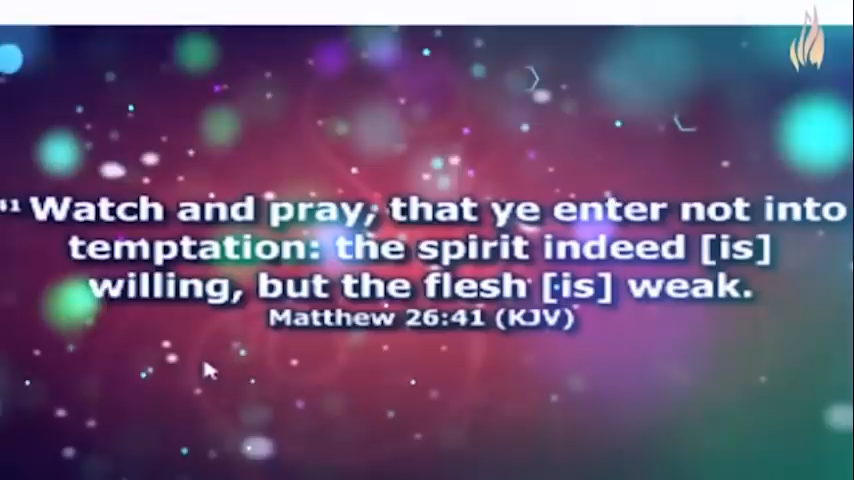 41 Watch and pray, that ye enter not into
temptation: the spirit indeed [is]
willing, but the flesh [is] weak.
Matthew 26:41 (KJV)